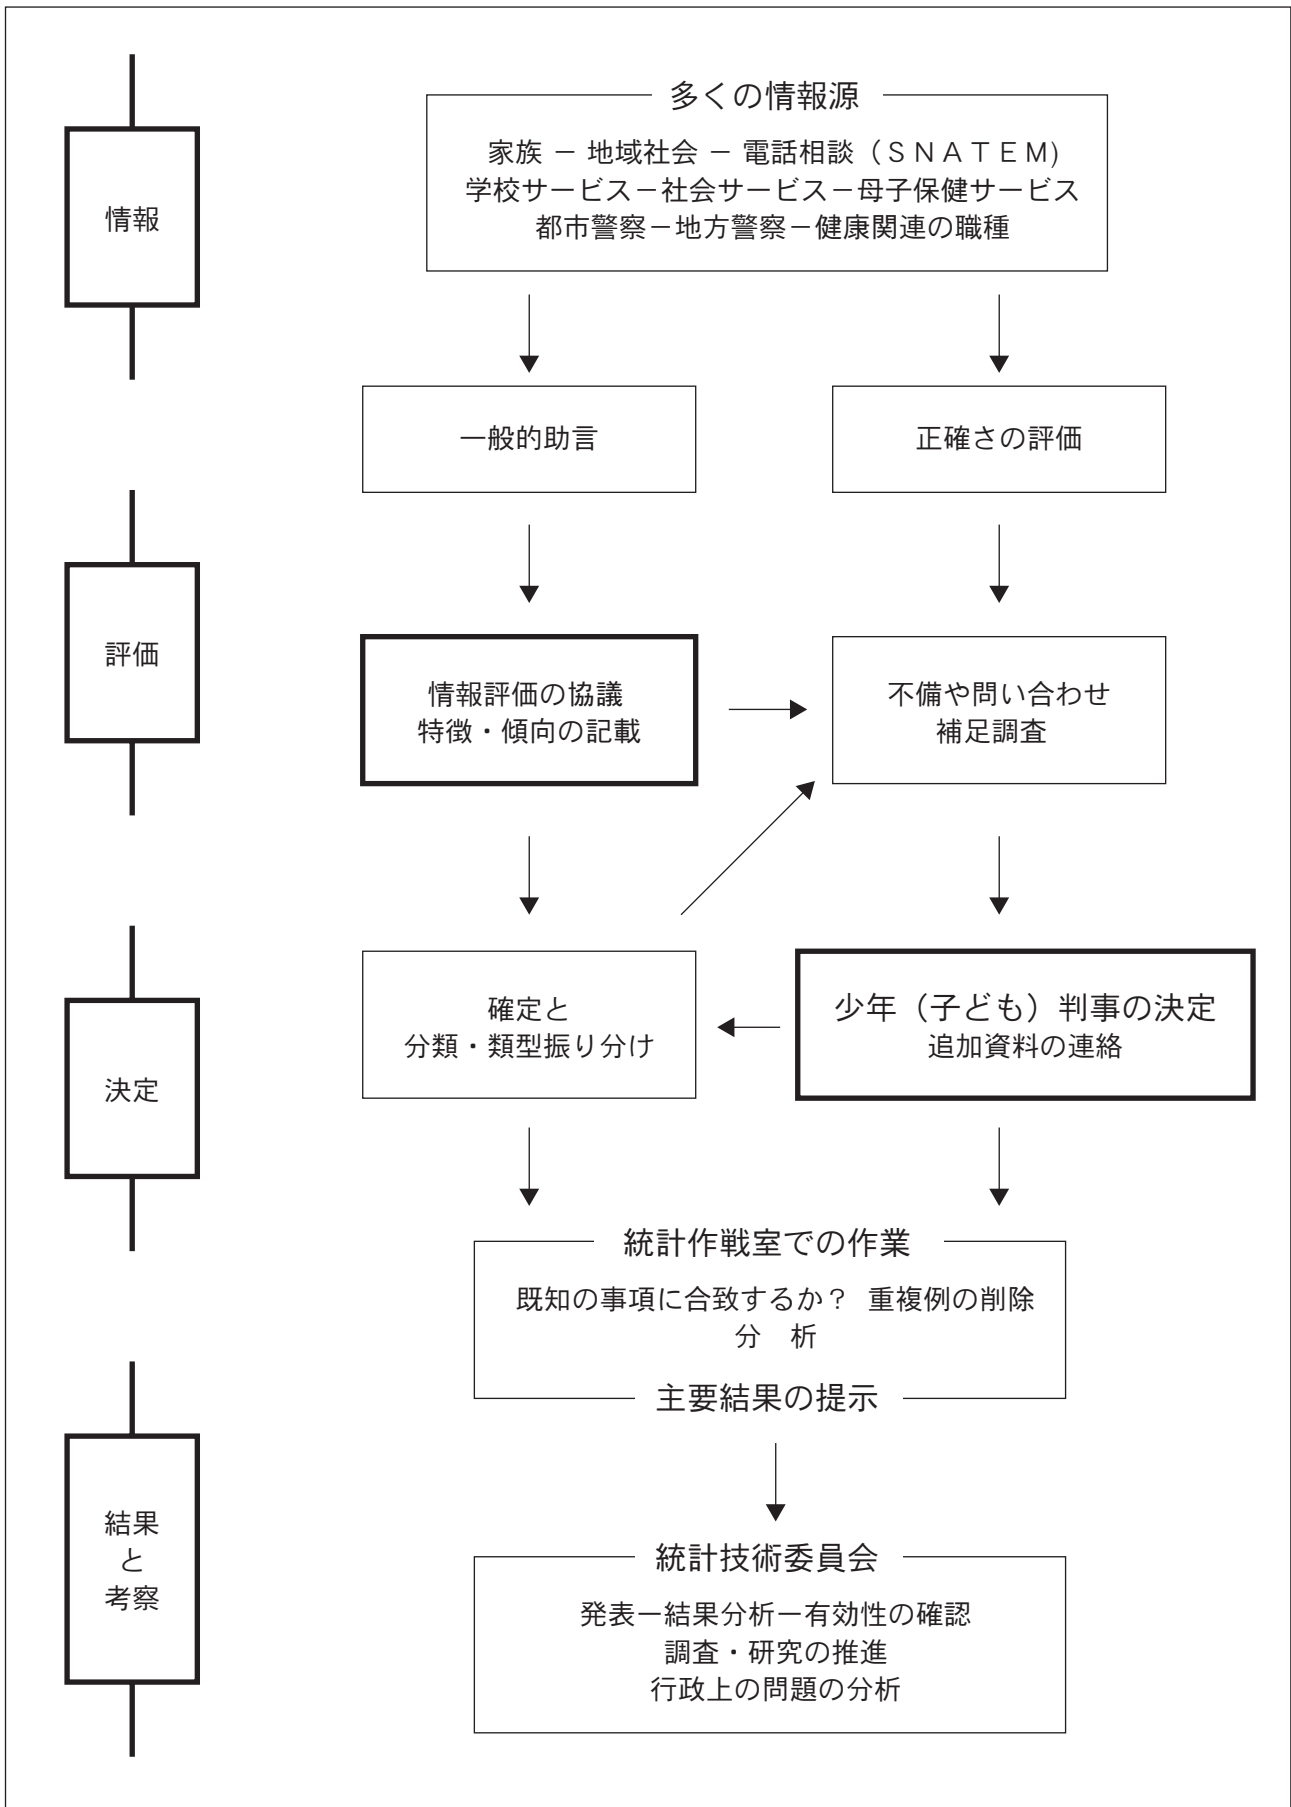 多くの情報源
家族 － 地域社会 － 電話相談（ＳＮＡＴＥＭ)
学校サービス－社会サービス－母子保健サービス
都市警察－地方警察－健康関連の職種
情報
一般的助言
正確さの評価
評価
情報評価の協議
特徴・傾向の記載
不備や問い合わせ
補足調査
決定
確定と
分類・類型振り分け
少年（子ども）判事の決定
追加資料の連絡
統計作戦室での作業
既知の事項に合致するか？ 重複例の削除
分　析
主要結果の提示
結果
と
考察
統計技術委員会
発表ー結果分析ー有効性の確認
調査・研究の推進
行政上の問題の分析